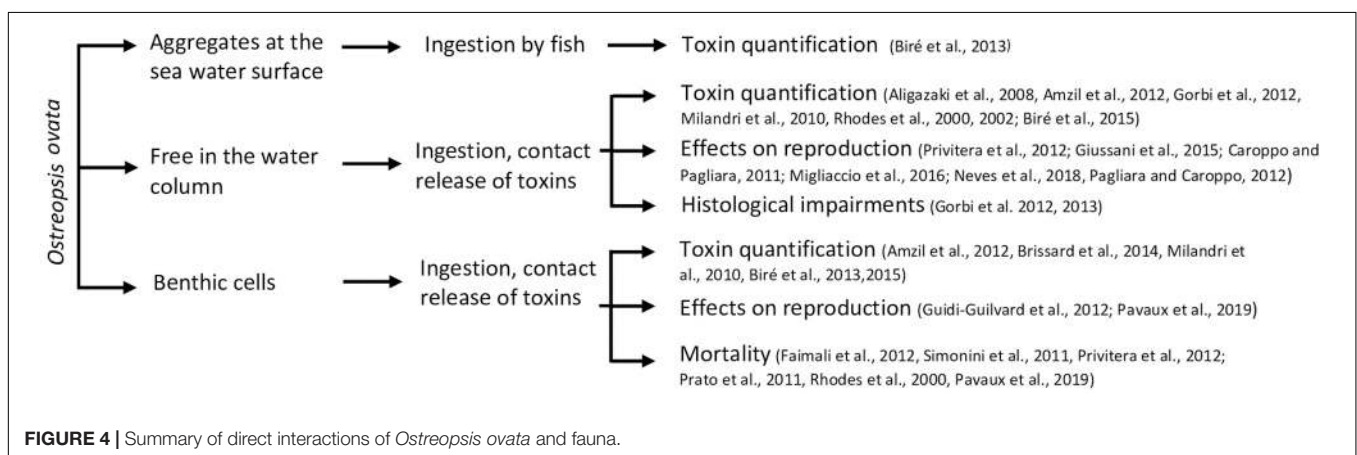 Ostreopsis ovata
Aggregates at the
sea water surface
Ingestion by fish
Toxin quantification (Biré et al., 2013)
Free in the water
column
Ingestion, contact
release of toxins
Toxin quantification (Aligazaki et al., 2008, Amzil et al., 2012, Gorbi et al., 2012,
Milandri et al., 2010, Rhodes et al., 2000, 2002; Biré et al., 2015)
Effects on reproduction (Privitera et al., 2012; Giussani et al., 2015; Caroppo and
Pagliara, 2011; Migliaccio et al., 2016; Neves et al., 2018, Pagliara and Caroppo, 2012)
Histological impairments (Gorbi et al. 2012, 2013)
Benthic cells
Ingestion, contact
release of toxins
Toxin quantification (Amzil et al., 2012, Brissard et al., 2014, Milandri et
al., 2010, Biré et al., 2013,2015)
Effects on reproduction (Guidi-Guilvard et al., 2012; Pavaux et al., 2019)
Mortality (Faimali et al., 2012, Simonini et al., 2011, Privitera et al., 2012;
Prato et al., 2011, Rhodes et al., 2000, Pavaux et al., 2019)
FIGURE 4 | Summary of direct interactions of Ostreopsis ovata and fauna.